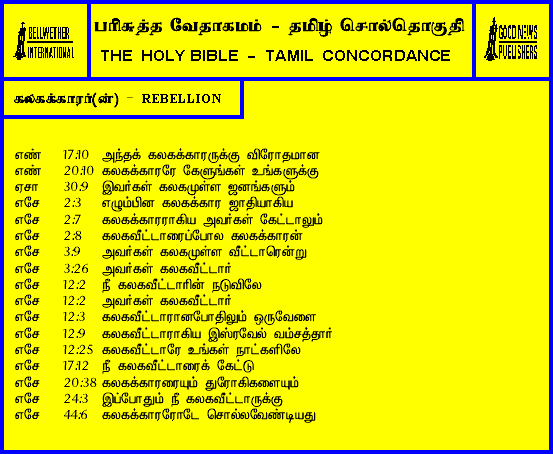 BELLWETHER
INTERNATIONAL
பரிசுத்த வேதாகமம் - தமிழ் சொல்தொகுதி
THE HOLY BIBLE - TAMIL CONCORDANCE
GOOD NEWS
PUBLISHERS
கலகக்காரர்(ன்) - REBELLION
எண் 17:10 அந்தக் கலகக்காரருக்கு விரோதமான
எண் 20:10 கலகக்காரரே கேளுங்கள் உங்களுக்கு
ஏசா 30:9 இவர்கள் கலகமுள்ள ஜனங்களும்
எசே 2:3 எழும்பின கலகக்கார ஜாதியாகிய
எசே 2:7 கலகக்காரராகிய அவர்கள் கேட்டாலும்
எசே 2:8 கலகவீட்டாரைப்போல கலகக்காரன்
எசே 3:9 அவர்கள் கலகமுள்ள வீட்டாரென்று
எசே 3:26 அவர்கள் கலகவீட்டார்
எசே 12:2 நீ கலகவீட்டாரின் நடுவிலே
எசே 12:2 அவர்கள் கலகவீட்டார்
எசே 12:3 கலகவீட்டாரானபோதிலும் ஒருவேளை
எசே 12:9 கலகவீட்டாராகிய இஸ்ரவேல் வம்சத்தார்
எசே 12:25 கலகவீட்டாரே உங்கள் நாட்களிலே
எசே 17:12 நீ கலகவீட்டாரைக் கேட்டு
எசே 20:38 கலகக்காரரையும் துரோகிகளையும்
எசே 24:3 இப்போதும் நீ கலகவீட்டாருக்கு
எசே 44:6 கலகக்காரரோடே சொல்லவேண்டியது